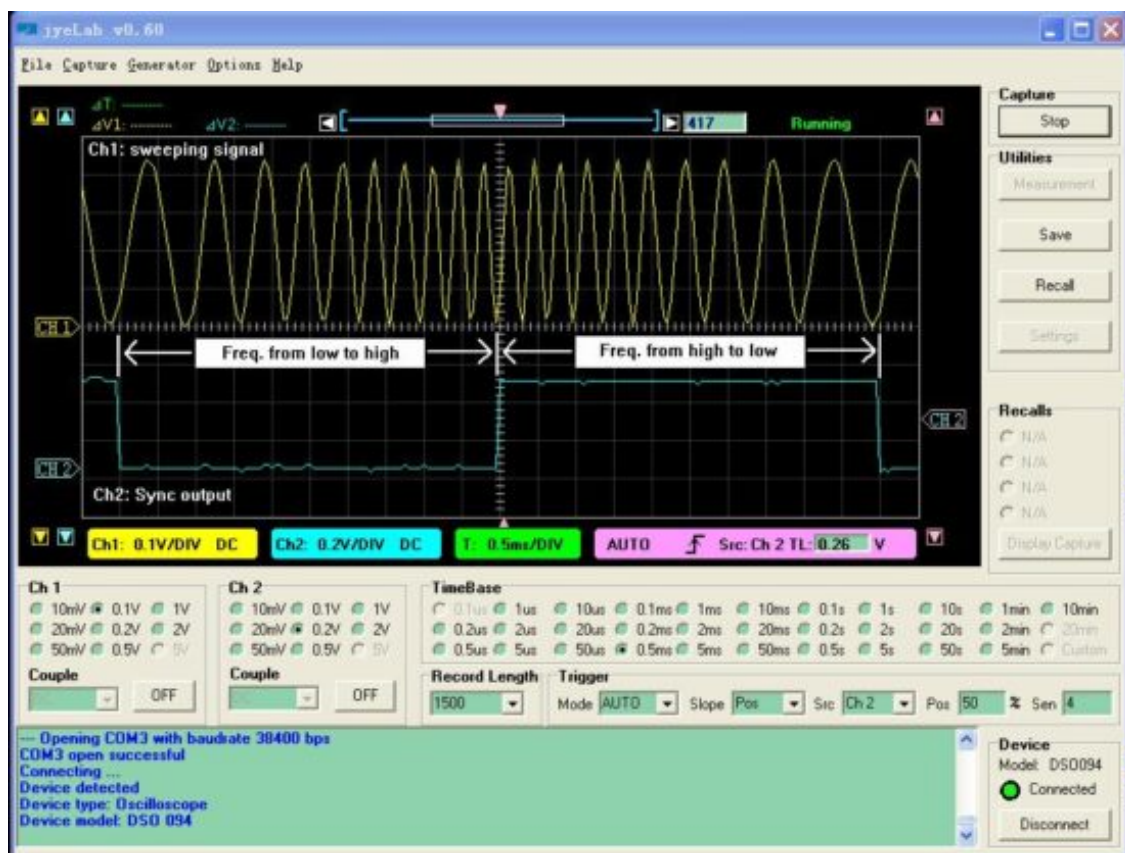 jyeLab v0.60
File Capture Generator Options Help
⊿T: --------
⊿V1: --------- ⊿V2: --------
417
Running
Ch1: sweeping signal
CH 1
Freq. from low to high
Freq. from high to low
CH 2
CH 2
Ch2: Sync output
Ch1: 0.1V/DIV DC
Ch2: 0.2V/DIV DC
T: 0.5ms/DIV
AUTO Src: Ch 2 TL: 0.26 V
Capture
Stop
Utilities
Measurement
Save
Recall
Settings
Recalls
N/A
N/A
N/A
N/A
Display Capture
Ch 1
10mV 0.1V 1V
20mV 0.2V 2V
50mV 0.5V 5V
Couple
OFF
Ch 2
10mV 0.1V 1V
20mV 0.2V 2V
50mV 0.5V 5V
Couple
OFF
TimeBase
0.1us 1us 10us 0.1ms 1ms 10ms 0.1s 1s 10s 1min 10min
0.2us 2us 20us 0.2ms 2ms 20ms 0.2s 2s 20s 2min 20min
0.5us 5us 50us 0.5ms 5ms 50ms 0.5s 5s 50s 5min Custom
Record Length
1500
Trigger
Mode AUTO Slope Pos Src Ch 2 Pos 50 % Sen 4
--- Opening COM3 with baudrate 38400 bps
COM3 open successful
Connecting ...
Device detected
Device type: Oscilloscope
Device model: DSO 094
Device
Model: DSO094
Connected
Disconnect